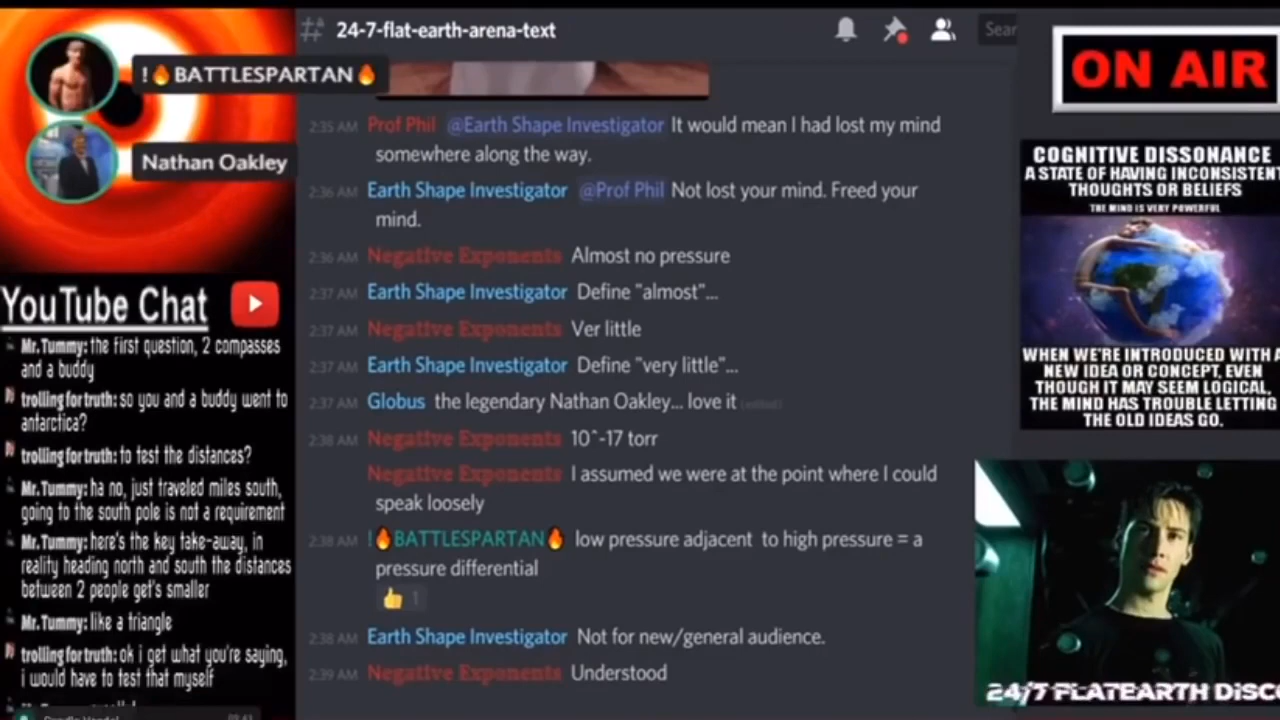 24-7-flat-earth-arena-text
Sear
!🔥BATTLESPARTAN🔥
Nathan Oakley
2:35 AM Prof Phil @Earth Shape Investigator It would mean I had lost my mind
somewhere along the way.
2:36 AM Earth Shape Investigator @Prof Phil Not lost your mind. Freed your
mind.
2:36 AM Negative Exponents Almost no pressure
2:37 AM Earth Shape Investigator Define "almost"...
2:37 AM Negative Exponents Ver little
2:37 AM Earth Shape Investigator Define "very little"...
2:37 AM Globus the legendary Nathan Oakley... love it (edited)
2:38 AM Negative Exponents 10^-17 torr
Negative Exponents I assumed we were at the point where I could
speak loosely
2:38 AM !🔥BATTLESPARTAN🔥 low pressure adjacent to high pressure = a
pressure differential
👍 1
2:38 AM Earth Shape Investigator Not for new/general audience.
2:39 AM Negative Exponents Understood
YouTube Chat
Mr.Tummy: the first question, 2 compasses
and a buddy
trolling for truth: so you and a buddy went to
antarctica?
trolling for truth: to test the distances?
Mr.Tummy: ha no, just traveled miles south,
going to the south pole is not a requirement
Mr.Tummy: here's the key take-away, in
reality heading north and south the distances
between 2 people get's smaller
Mr.Tummy: like a triangle
trolling for truth: ok i get what you're saying,
i would have to test that myself
ON AIR
COGNITIVE DISSONANCE
A STATE OF HAVING INCONSISTENT
THOUGHTS OR BELIEFS
THE MIND IS VERY POWERFUL
WHEN WE'RE INTRODUCED WITH A
NEW IDEA OR CONCEPT, EVEN
THOUGH IT MAY SEEM LOGICAL,
THE MIND HAS TROUBLE LETTING
THE OLD IDEAS GO.
24/7 FLATEARTH DISCO